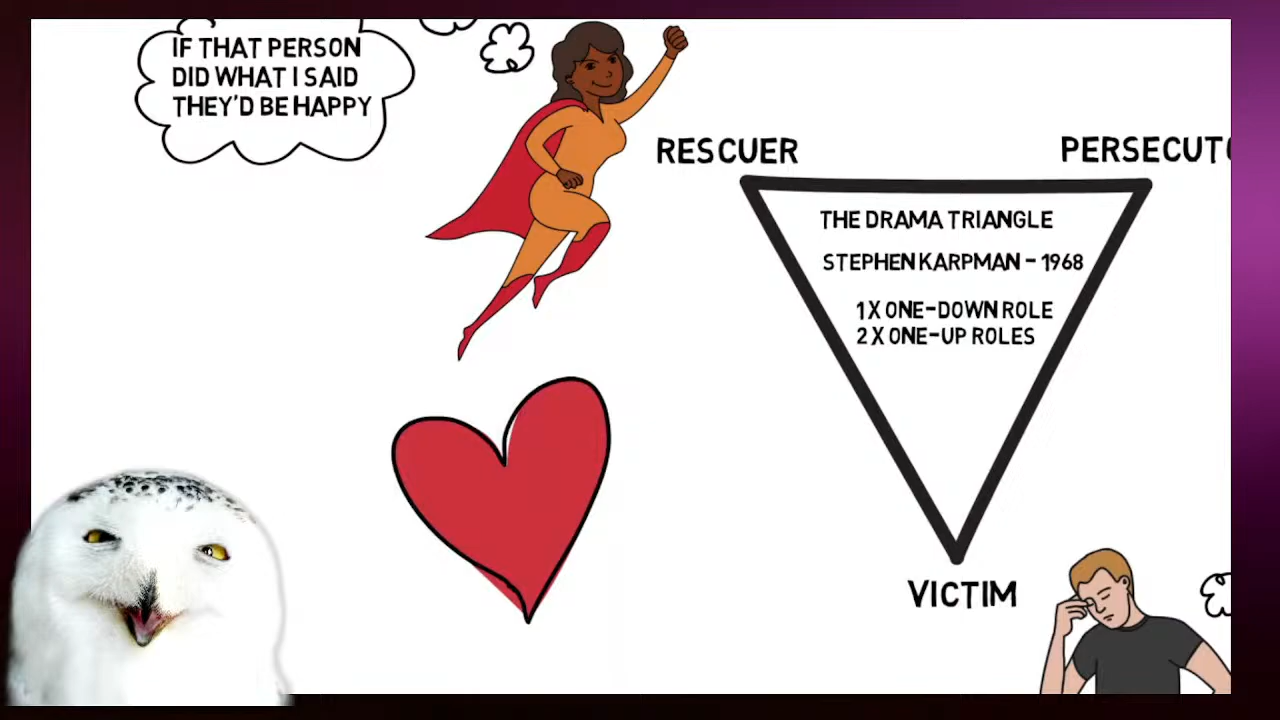 IF THAT PERSON
DID WHAT I SAID
THEY'D BE HAPPY
RESCUER
PERSECUTO
THE DRAMA TRIANGLE
STEPHEN KARPMAN - 1968
1 X ONE-DOWN ROLE
2 X ONE-UP ROLES
VICTIM